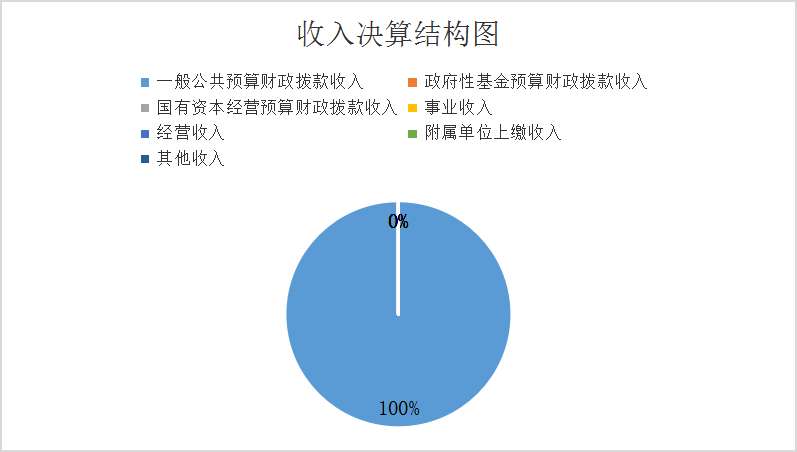 收入决算结构图
一般公共预算财政拨款收入 政府性基金预算财政拨款收入
国有资本经营预算财政拨款收入 事业收入
经营收入 附属单位上缴收入
其他收入
0%
100%